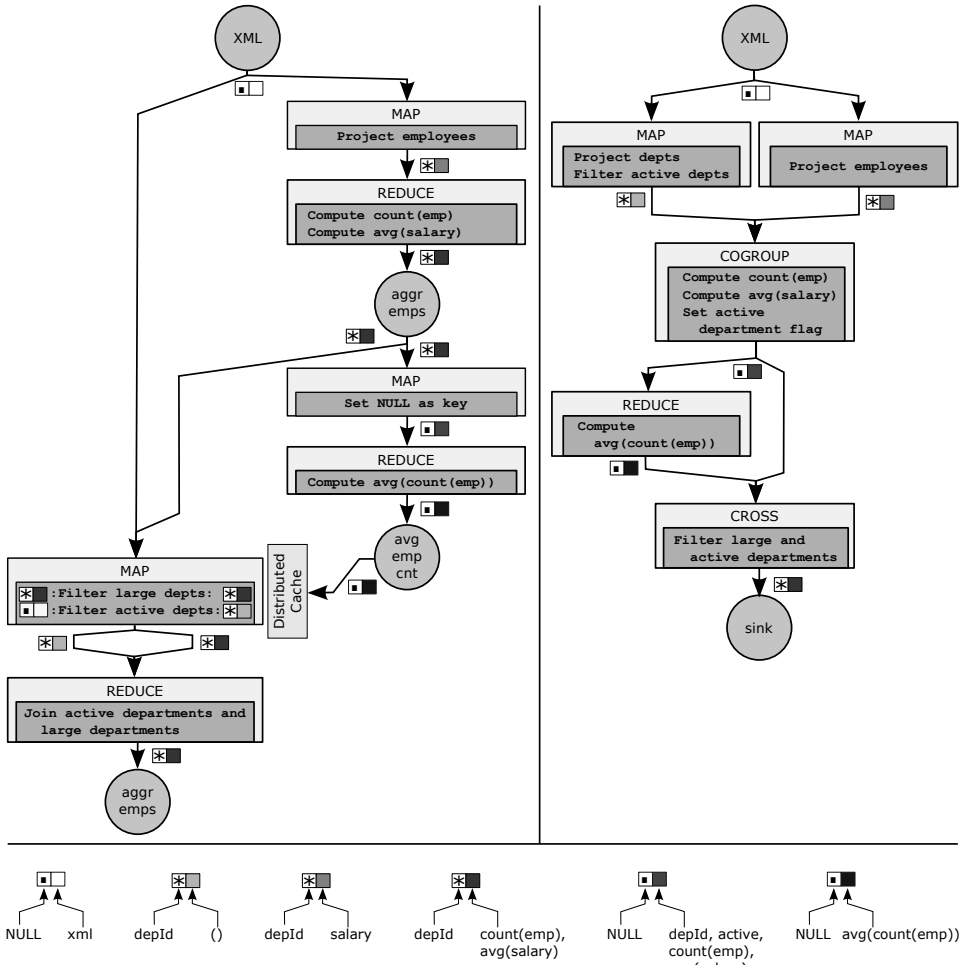 XML
MAP
Project employees
REDUCE
Compute count(emp)
Compute avg(salary)
aggr
emps
MAP
Set NULL as key
REDUCE
Compute avg(count(emp))
avg
emp
cnt
Distributed
Cache
MAP
:Filter large depts:
:Filter active depts:
REDUCE
Join active departments and
large departments
aggr
emps
XML
MAP
Project depts
Filter active depts
MAP
Project employees
COGROUP
Compute count(emp)
Compute avg(salary)
Set active
department flag
REDUCE
Compute
avg(count(emp))
CROSS
Filter large and
active departments
sink
NULL xml
depId ()
depId salary
depId count(emp),
avg(salary)
NULL depId, active,
count(emp),
NULL avg(count(emp))